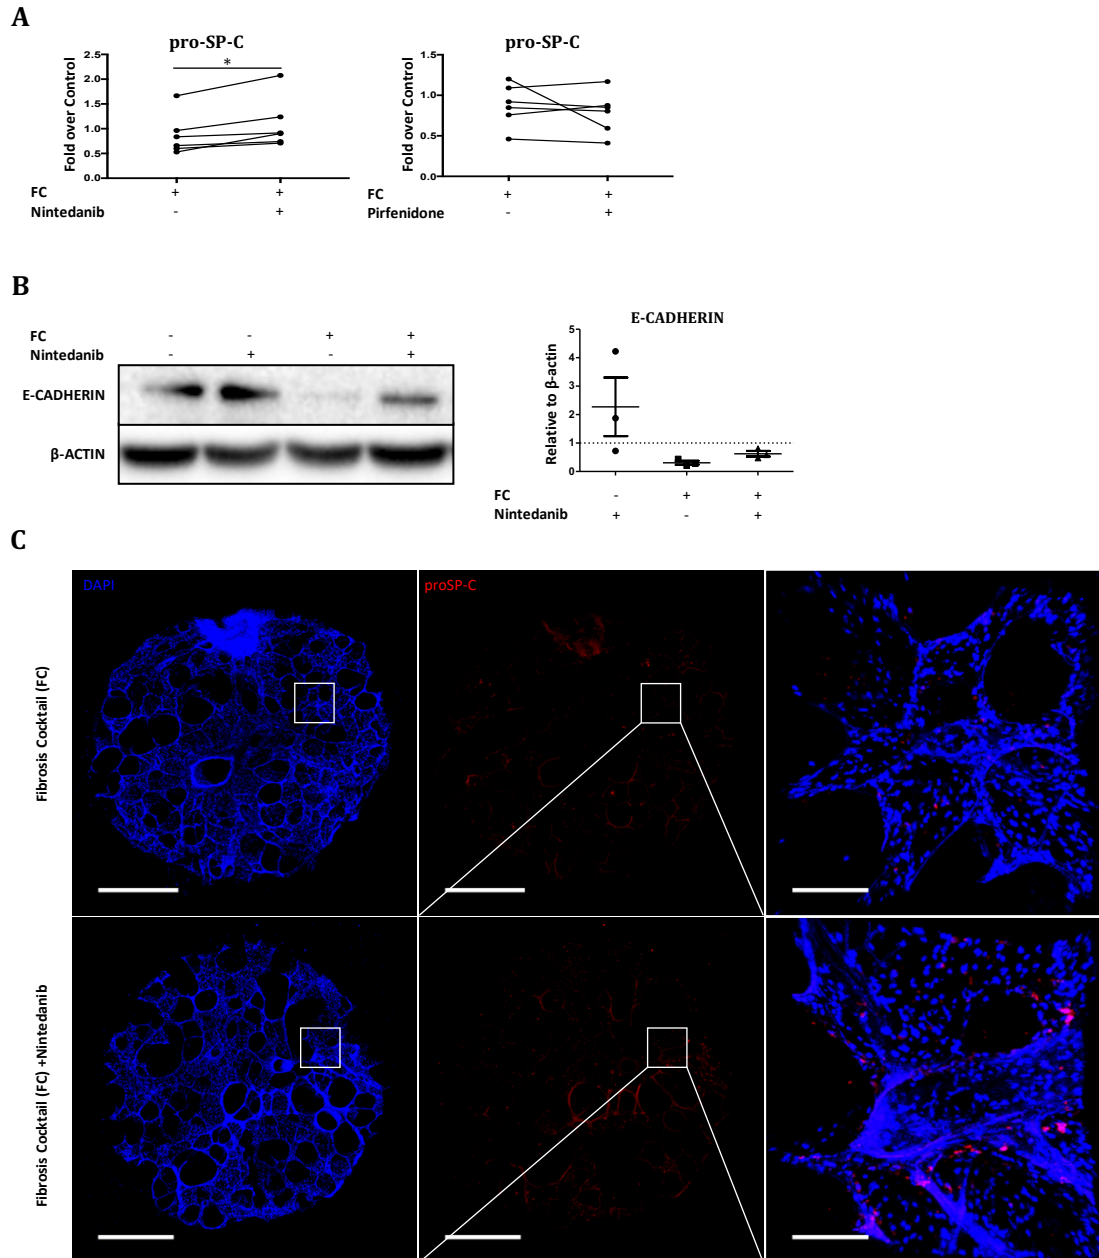 A
pro-SP-C
Fold over Control
2.5
2.0
1.5
1.0
0.5
0.0
*
FC + +
Nintedanib - +
pro-SP-C
Fold over Control
1.5
1.0
0.5
0.0
FC + +
Pirfenidone - +
B
FC - - + +
Nintedanib - + - +
E-CADHERIN
β-ACTIN
E-CADHERIN
Relative to β-actin
5
4
3
2
1
0
FC - + +
Nintedanib + - +
C
DAPI
proSP-C
Fibrosis Cocktail (FC)
Fibrosis Cocktail (FC) +Nintedanib